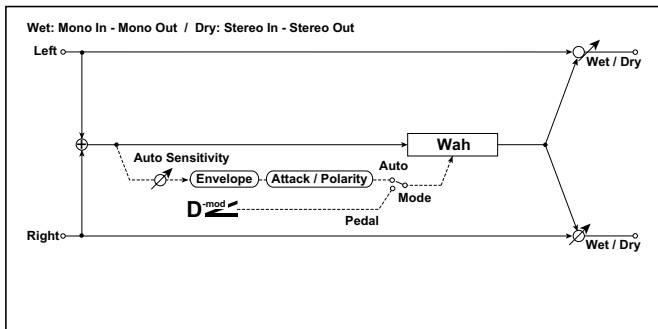 Wet: Mono In - Mono Out / Dry: Stereo In - Stereo Out
Left
Wet / Dry
Wah
Auto Sensitivity
Auto
Envelope
Attack / Polarity
Mode
D-mod
Pedal
Right
Wet / Dry